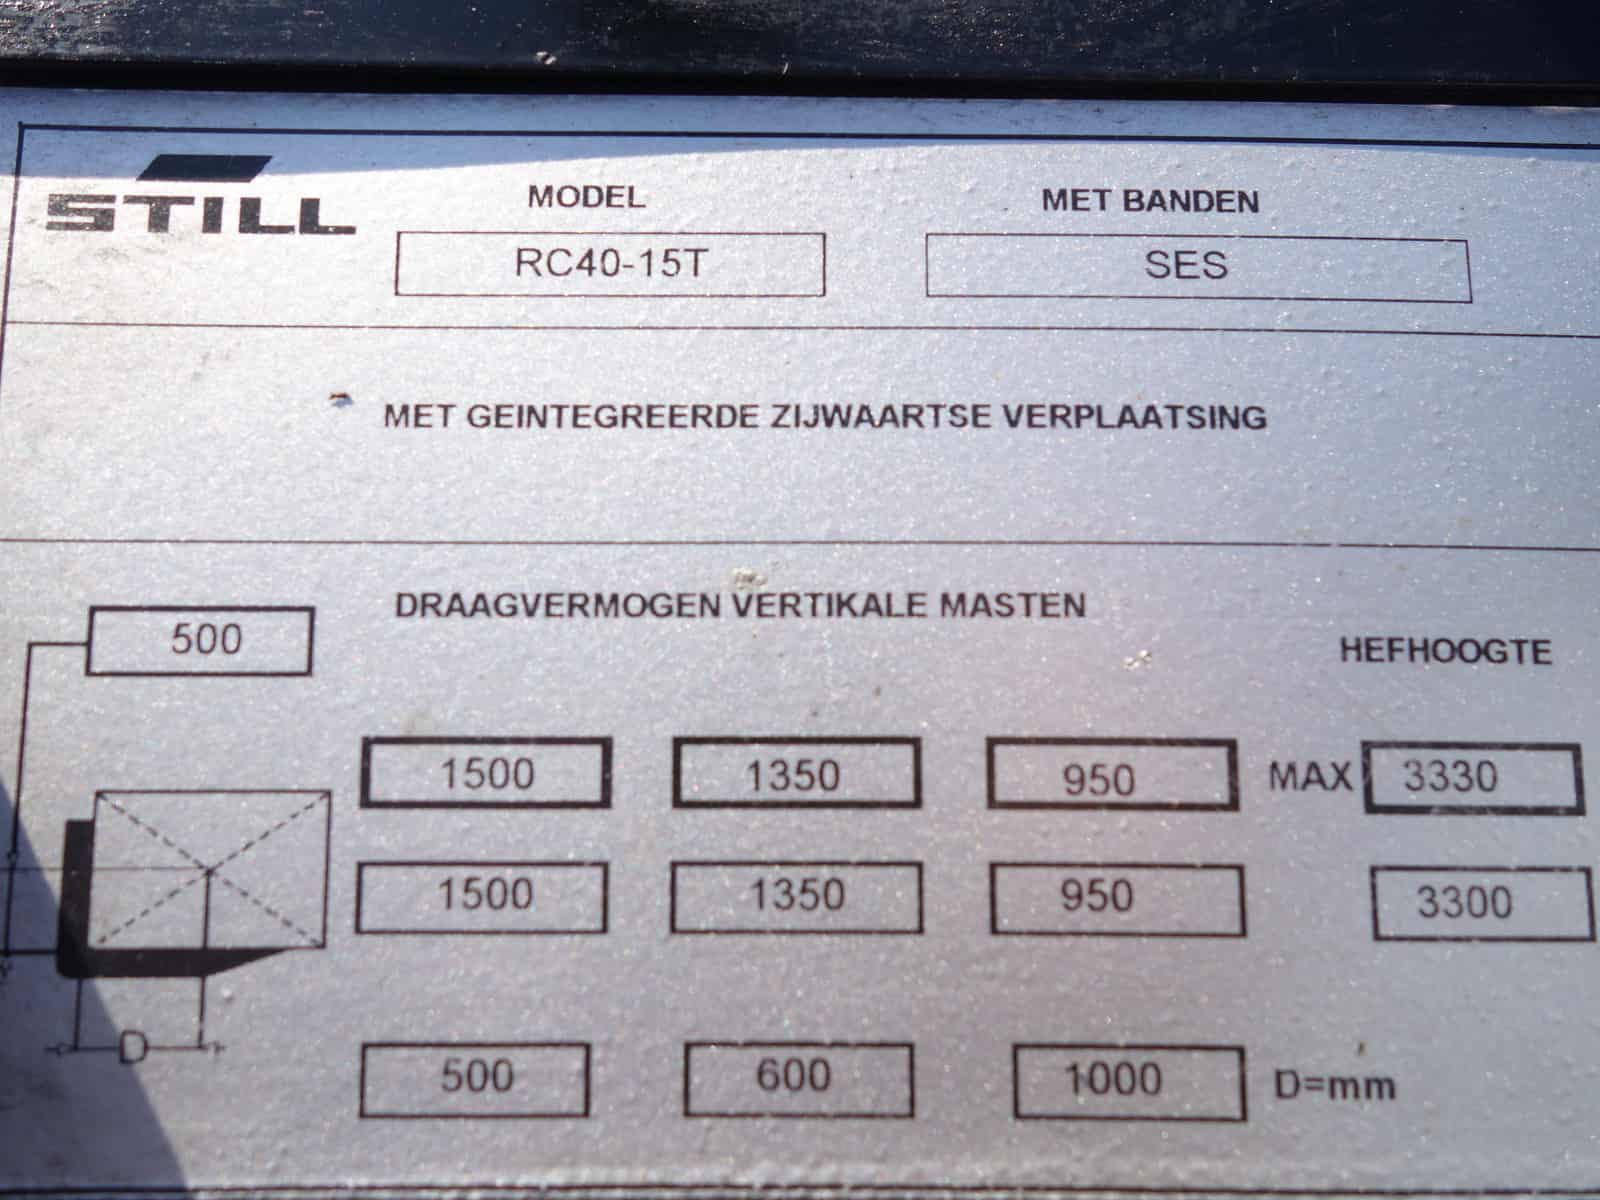 STILL
MODEL
MET BANDEN
RC40-15T
SES
MET GEINTEGREERDE ZIJWAARTSE VERPLAATSING
DRAAGVERMOGEN VERTIKALE MASTEN
500
HEFHOOGTE
1500 1350 950 MAX 3330
1500 1350 950 3300
D
500 600 1000 D=mm